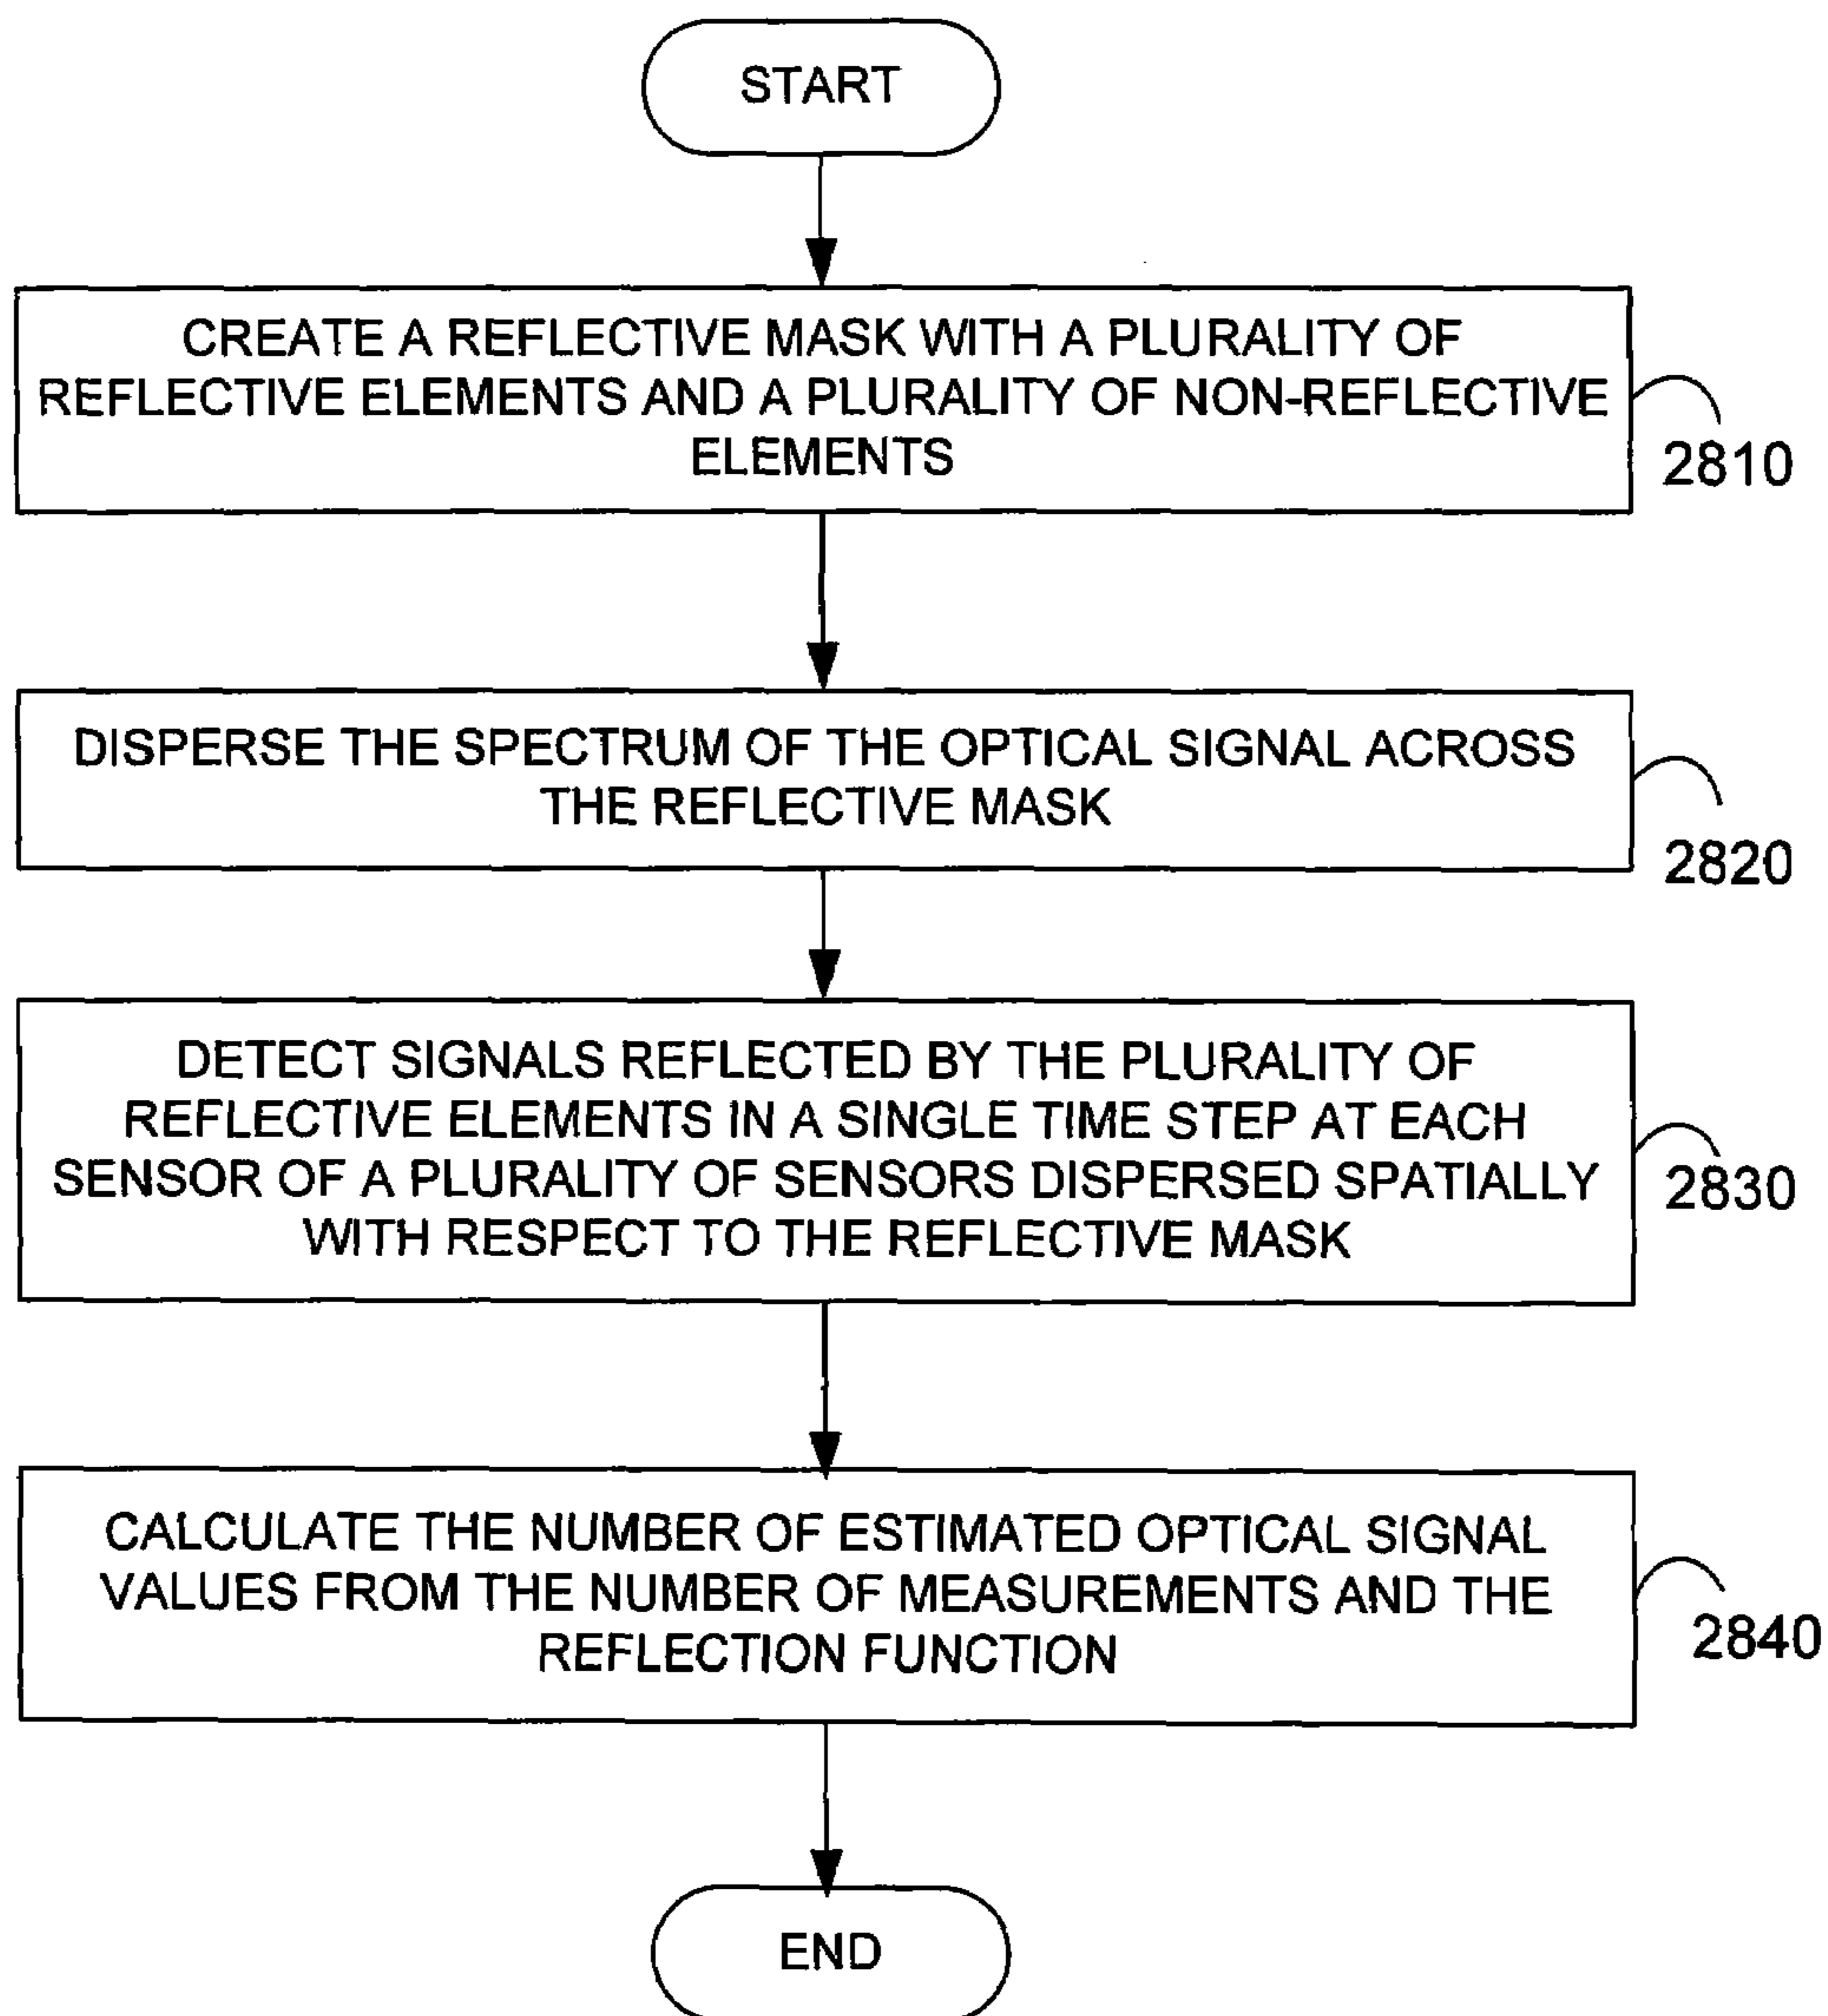 START
CREATE A REFLECTIVE MASK WITH A PLURALITY OF
REFLECTIVE ELEMENTS AND A PLURALITY OF NON-REFLECTIVE
ELEMENTS
2810
DISPERSE THE SPECTRUM OF THE OPTICAL SIGNAL ACROSS
THE REFLECTIVE MASK
2820
DETECT SIGNALS REFLECTED BY THE PLURALITY OF
REFLECTIVE ELEMENTS IN A SINGLE TIME STEP AT EACH
SENSOR OF A PLURALITY OF SENSORS DISPERSED SPATIALLY
WITH RESPECT TO THE REFLECTIVE MASK
2830
CALCULATE THE NUMBER OF ESTIMATED OPTICAL SIGNAL
VALUES FROM THE NUMBER OF MEASUREMENTS AND THE
REFLECTION FUNCTION
2840
END